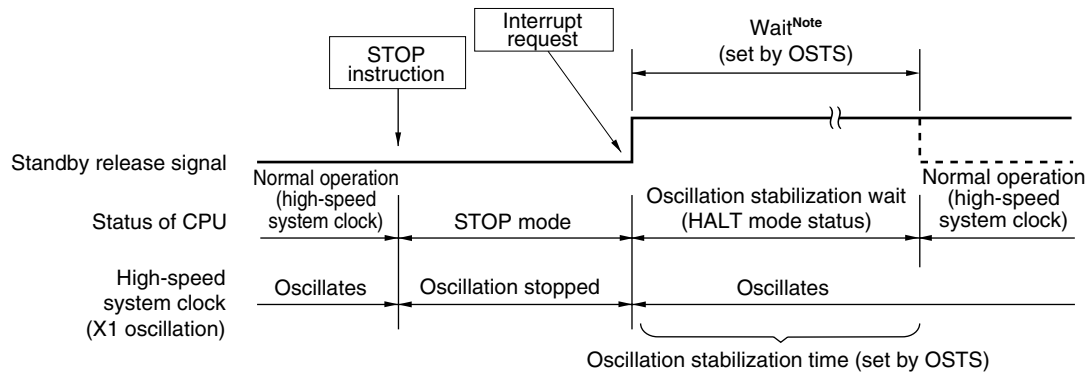 Interrupt
request
Wait^Note
(set by OSTS)
STOP
instruction
Standby release signal
Normal operation
(high-speed
system clock)
Oscillation stabilization wait
(HALT mode status)
Normal operation
(high-speed
system clock)
Status of CPU
STOP mode
High-speed
system clock
(X1 oscillation)
Oscillates
Oscillation stopped
Oscillates
Oscillation stabilization time (set by OSTS)